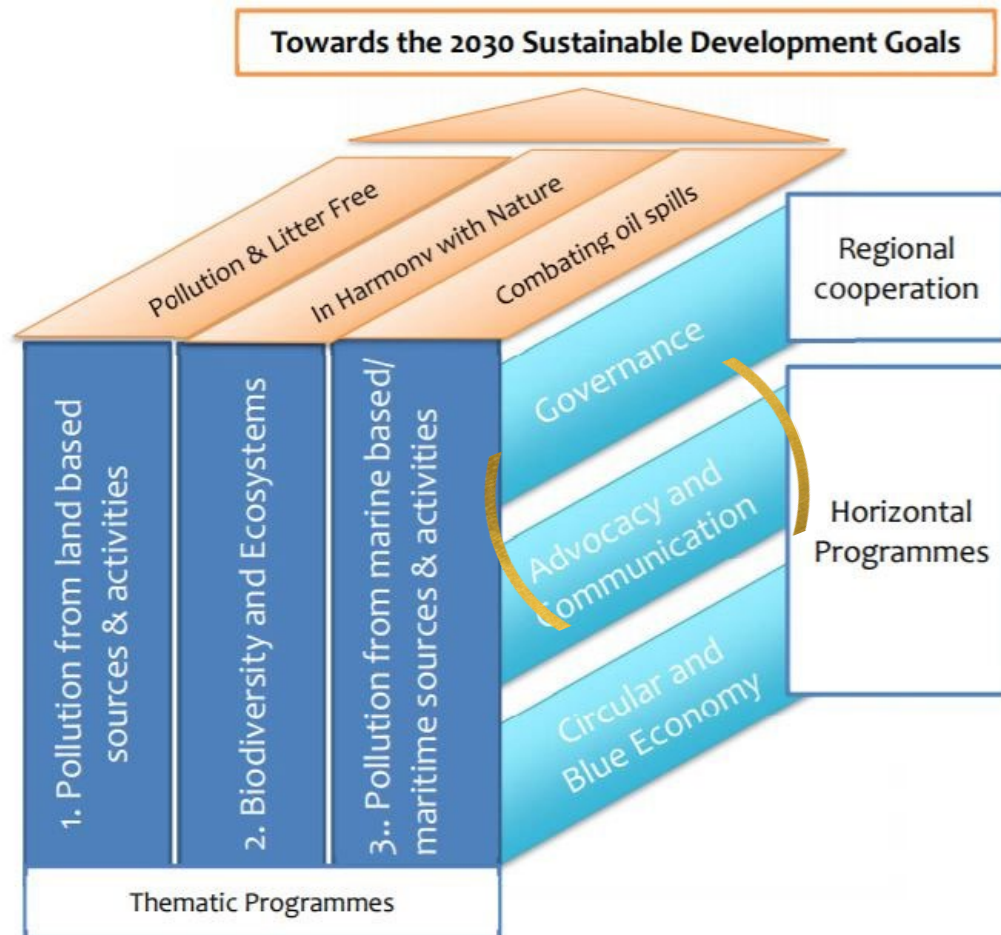 Towards the 2030 Sustainable Development Goals
Pollution & Litter Free
In Harmony with Nature
Combating oil spills
1. Pollution from land based
sources & activities
2. Biodiversity and Ecosystems
3.. Pollution from marine based/
maritime sources & activities
Governance
Advocacy and
Communication
Circular and
Blue Economy
Regional
cooperation
Horizontal
Programmes
Thematic Programmes